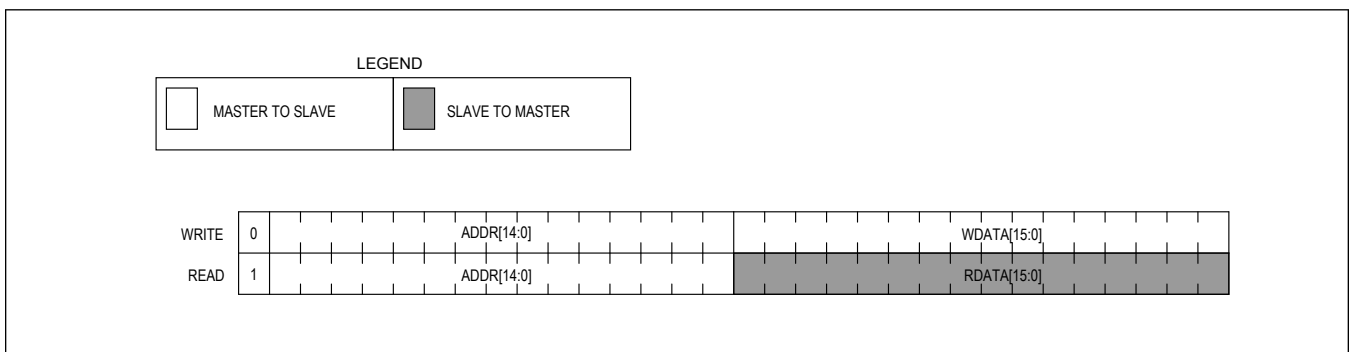 LEGEND
MASTER TO SLAVE SLAVE TO MASTER
WRITE 0 ADDR[14:0] WDATA[15:0]
READ 1 ADDR[14:0] RDATA[15:0]